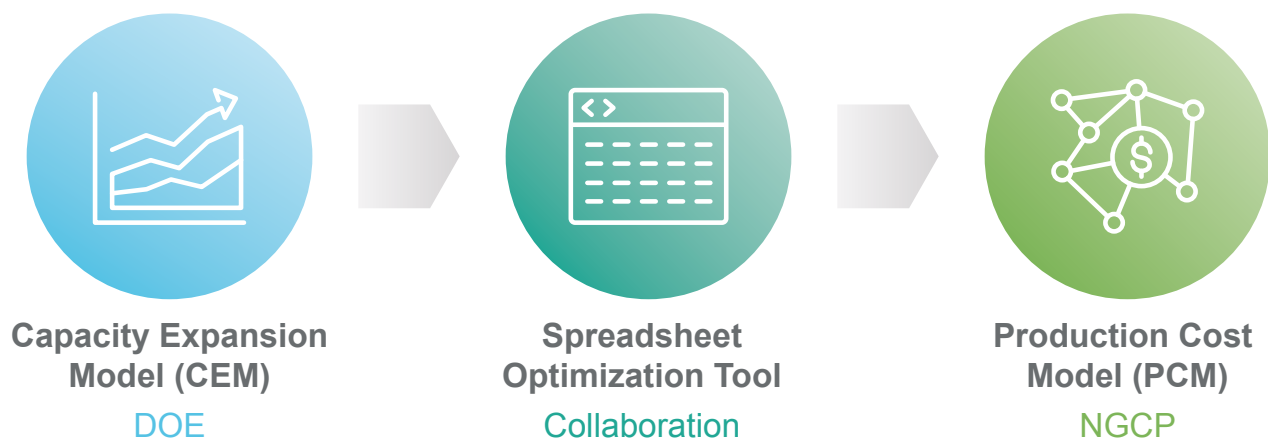 Capacity Expansion
Model (CEM)
DOE
Spreadsheet
Optimization Tool
Collaboration
Production Cost
Model (PCM)
NGCP